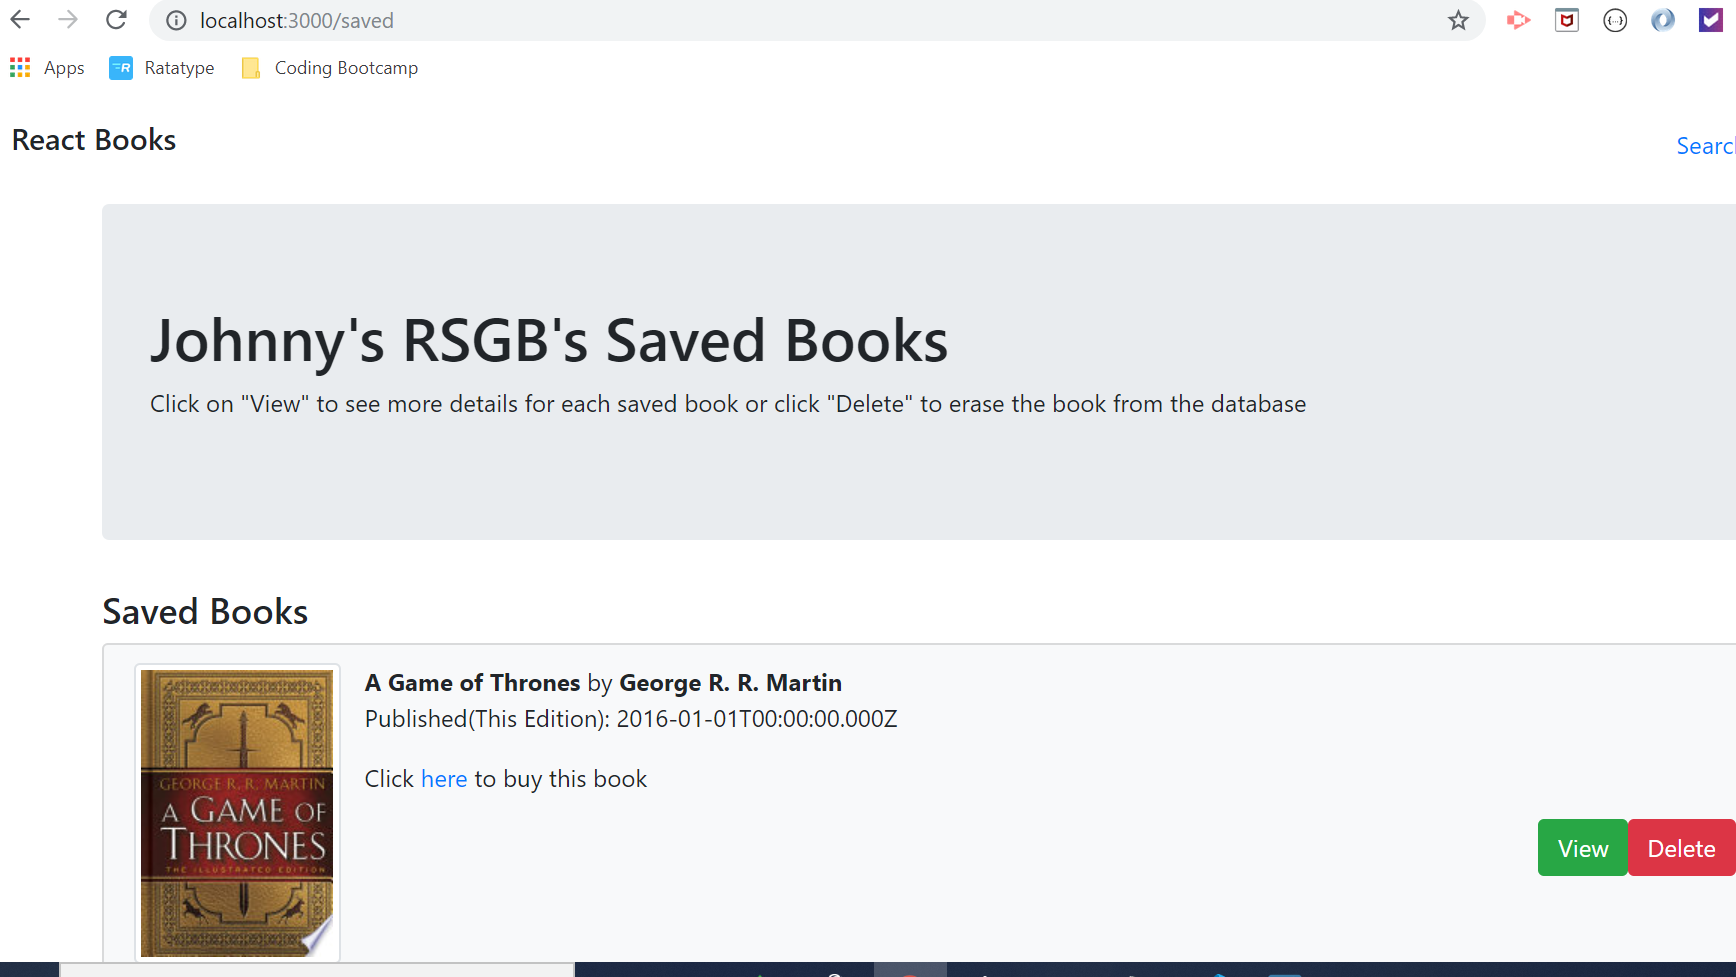 localhost:3000/saved
Apps Ratatype Coding Bootcamp
React Books
Searc
Johnny's RSGB's Saved Books
Click on "View" to see more details for each saved book or click "Delete" to erase the book from the database
Saved Books
A Game of Thrones by George R. R. Martin
Published(This Edition): 2016-01-01T00:00:00.000Z
Click here to buy this book
GEORGE R. R. MARTIN
A GAME OF
THRONES
THE ILLUSTRATED EDITION
View Delete